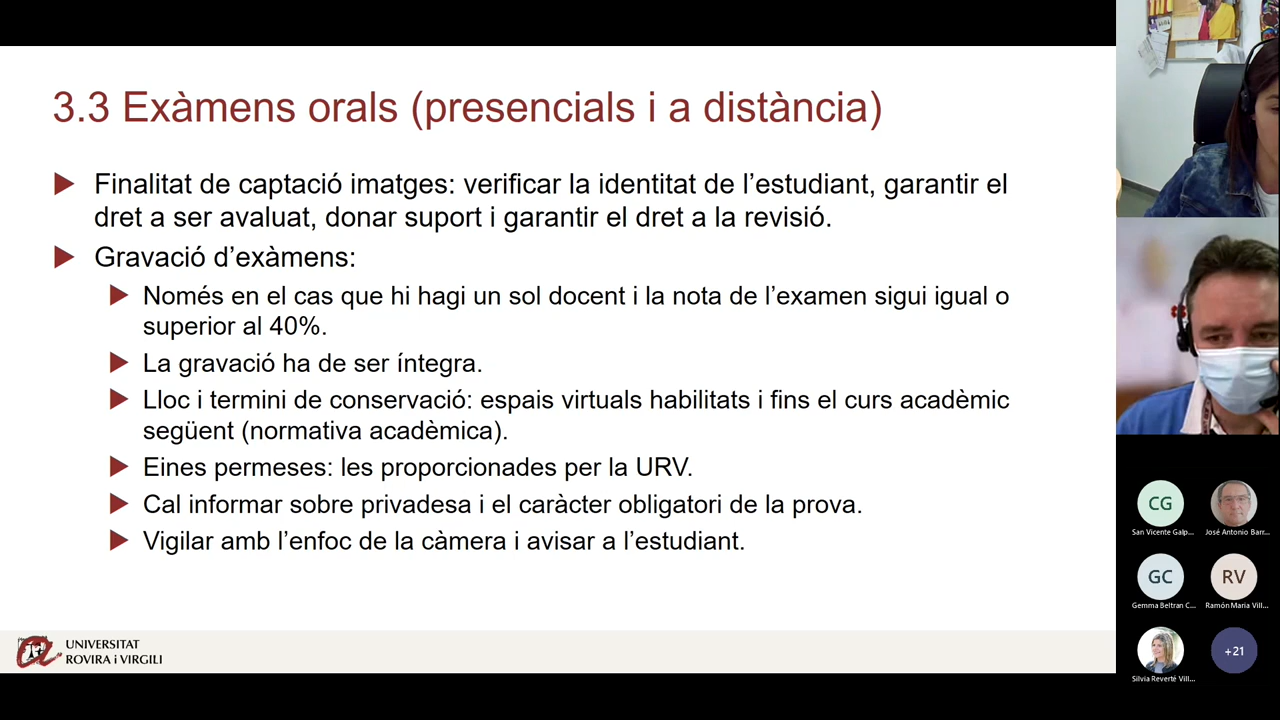 3.3 Exàmens orals (presencials i a distància)
Finalitat de captació imatges: verificar la identitat de l’estudiant, garantir el
dret a ser avaluat, donar suport i garantir el dret a la revisió.
Gravació d’exàmens:
Només en el cas que hi hagi un sol docent i la nota de l’examen sigui igual o
superior al 40%.
La gravació ha de ser íntegra.
Lloc i termini de conservació: espais virtuals habilitats i fins el curs acadèmic
següent (normativa acadèmica).
Eines permeses: les proporcionades per la URV.
Cal informar sobre privadesa i el caràcter obligatori de la prova.
Vigilar amb l’enfoc de la càmera i avisar a l’estudiant.
UNIVERSITAT
ROVIRA i VIRGILI
CG
San Vicente Galp...
José Antonio Barr...
GC
RV
Gemma Beltran C...
Ramón Maria Vill...
+21
Silvia Reverté Vill...